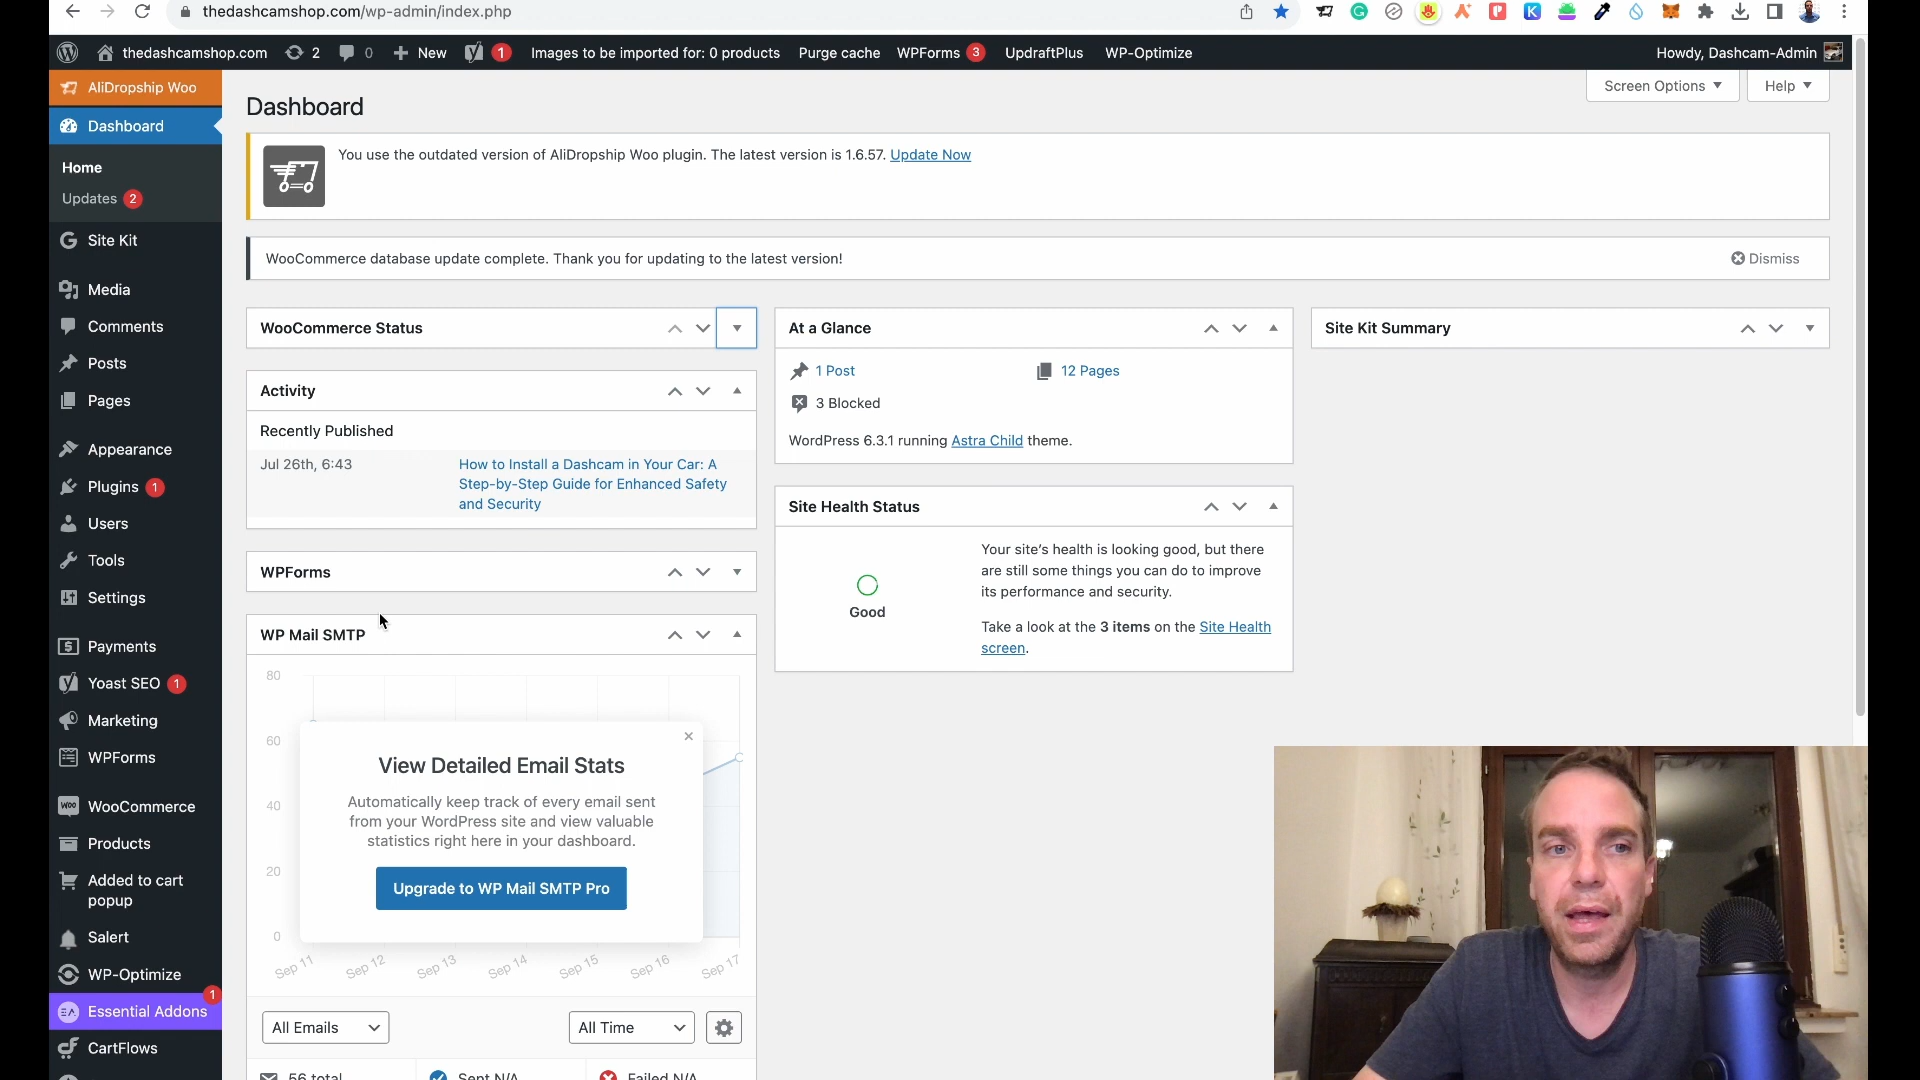 thedashcamshop.com/wp-admin/index.php
thedashcamshop.com 2 0 New 1 Images to be imported for: 0 products Purge cache WPForms 3 UpdraftPlus WP-Optimize Howdy, Dashcam-Admin
AliDropship Woo
Dashboard
Home
Updates 2
Site Kit
Media
Comments
Posts
Pages
Appearance
Plugins 1
Users
Tools
Settings
Payments
Yoast SEO 1
Marketing
WPForms
WooCommerce
Products
Added to cart
popup
Salert
WP-Optimize
Essential Addons 1
CartFlows
Screen Options Help
Dashboard
You use the outdated version of AliDropship Woo plugin. The latest version is 1.6.57. Update Now
WooCommerce database update complete. Thank you for updating to the latest version! Dismiss
WooCommerce Status
Activity
Recently Published
Jul 26th, 6:43 How to Install a Dashcam in Your Car: A
Step-by-Step Guide for Enhanced Safety
and Security
WPForms
WP Mail SMTP
80
60
40
20
0
View Detailed Email Stats
Automatically keep track of every email sent
from your WordPress site and view valuable
statistics right here in your dashboard.
Upgrade to WP Mail SMTP Pro
Sep 11 Sep 12 Sep 13 Sep 14 Sep 15 Sep 16 Sep 17
All Emails All Time
56 total Sent N/A Failed N/A
At a Glance
1 Post 12 Pages
3 Blocked
WordPress 6.3.1 running Astra Child theme.
Site Health Status
Good
Your site's health is looking good, but there
are still some things you can do to improve
its performance and security.
Take a look at the 3 items on the Site Health
screen.
Site Kit Summary